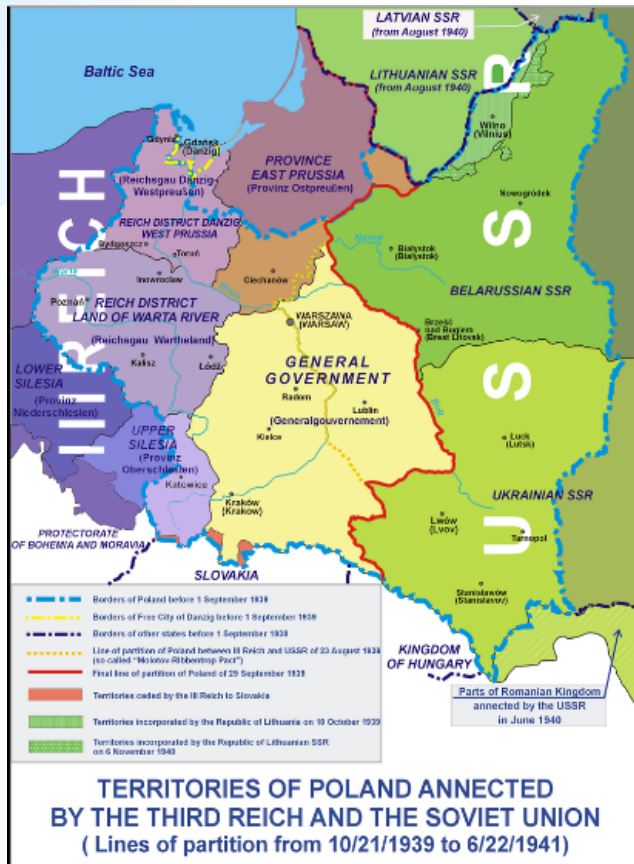 LATVIAN SSR
(from August 1940)
Baltic Sea
LITHUANIAN SSR
(from August 1940)
Wilno
(Vilnius)
Gdynia
Gdańsk
(Danzig)
PROVINCE
EAST PRUSSIA
(Provinz Ostpreußen)
(Reichsgau Danzig-
Westpreußen)
Nowogródek
REICH DISTRICT DANZIG-
WEST PRUSSIA
Bydgoszcz
Toruń
Narew
Białystok
(Bialystok)
Ciechanów
Inowrocław
BELARUSSIAN SSR
Poznań
REICH DISTRICT
LAND OF WARTA RIVER
(Reichsgau Wartheland)
WARSZAWA
(WARSAW)
Brześć
nad Bugiem
(Brest Litovsk)
Kalisz
Łódź
GENERAL
GOVERNMENT
(Generalgouvernement)
LOWER
SILESIA
(Provinz
Niederschlesien)
Radom
Lublin
Bug
Kielce
Łuck
(Lutsk)
UPPER
SILESIA
(Provinz
Oberschlesien)
Katowice
UKRAINIAN SSR
Kraków
(Krakow)
Lwów
(Lvov)
Tarnopol
PROTECTORATE
OF BOHEMIA AND MORAVIA
SLOVAKIA
Stanisławów
(Stanislavov)
III REICH
USSR
KINGDOM
OF HUNGARY
Parts of Romanian Kingdom
annected by the USSR
in June 1940
Borders of Poland before 1 September 1939
Borders of Free City of Danzig before 1 September 1939
Borders of other states before 1 September 1939
Line of partition of Poland between III Reich and USSR of 23 August 1939
(so called "Molotov-Ribbentrop Pact")
Final line of partition of Poland of 29 September 1939
Territories ceded by the III Reich to Slovakia
Territories incorporated by the Republic of Lithuania on 10 October 1939
Territories incorporated by the Republic of Lithuanian SSR
on 6 November 1940
TERRITORIES OF POLAND ANNECTED
BY THE THIRD REICH AND THE SOVIET UNION
( Lines of partition from 10/21/1939 to 6/22/1941)